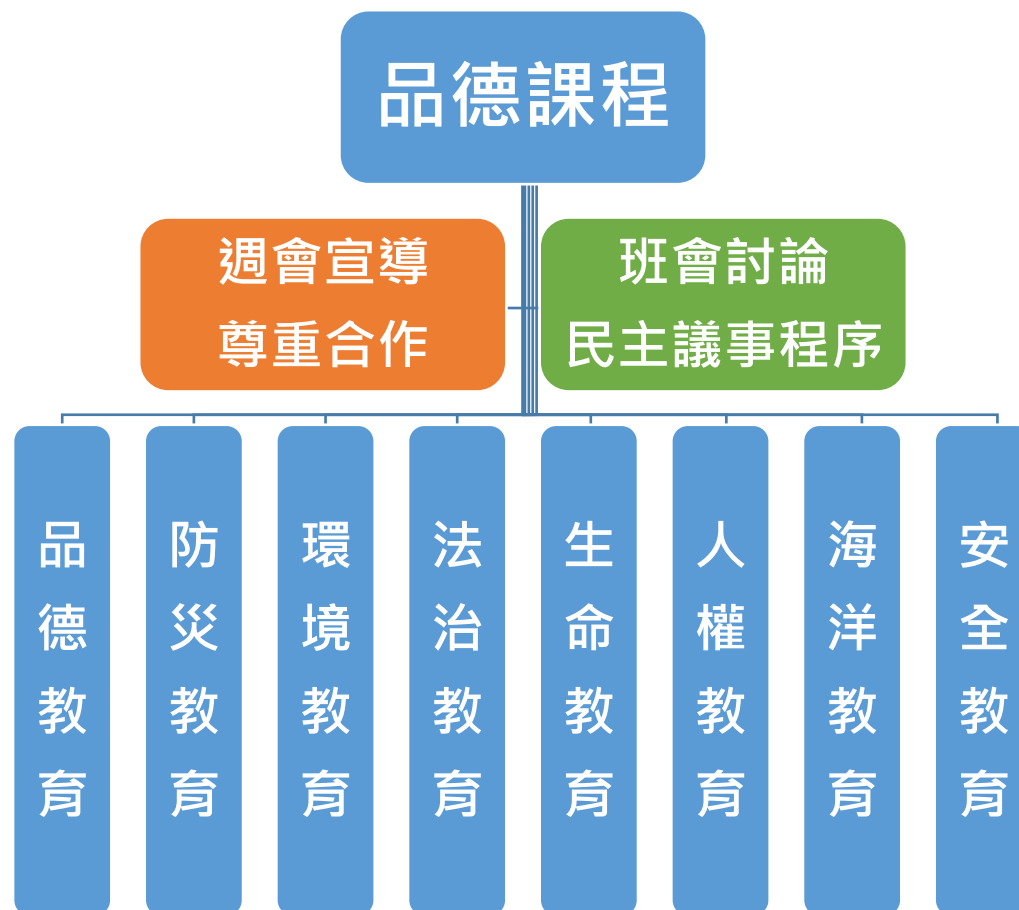 品德課程
週會宣導
尊重合作
班會討論
民主議事程序
品德教育
防災教育
環境教育
法治教育
生命教育
人權教育
海洋教育
安全教育